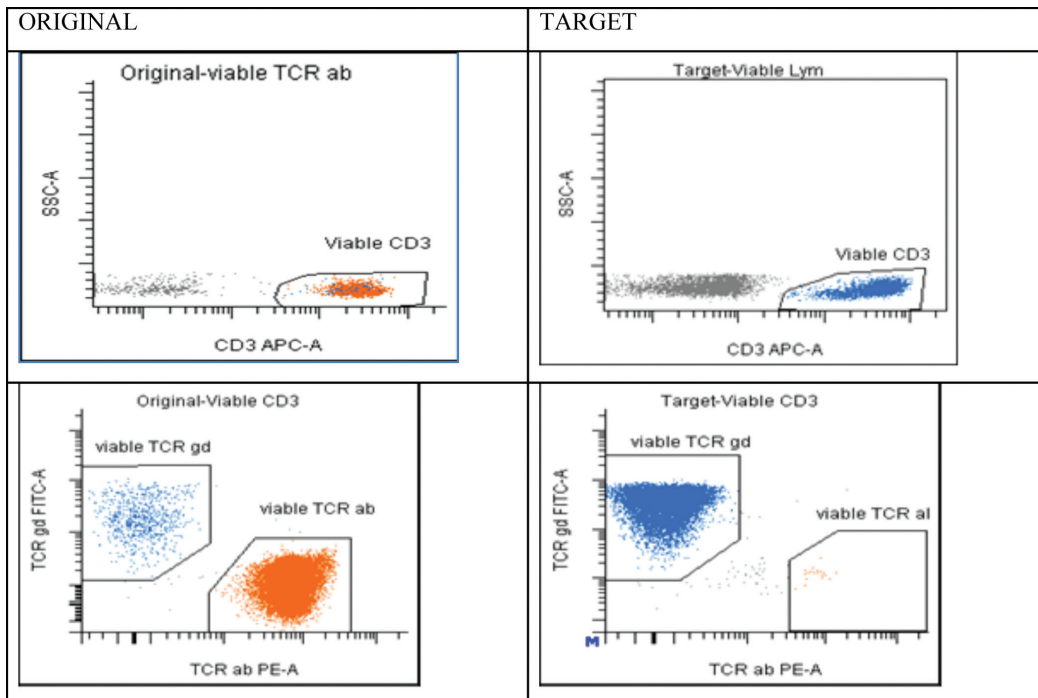 ORIGINAL
TARGET
Original-viable TCR ab
SSC-A
Viable CD3
CD3 APC-A
Target-Viable Lym
SSC-A
Viable CD3
CD3 APC-A
Original-Viable CD3
viable TCR gd
viable TCR ab
TCR gd FITC-A
TCR ab PE-A
Target-Viable CD3
viable TCR gd
viable TCR al
TCR gd FITC-A
M
TCR ab PE-A